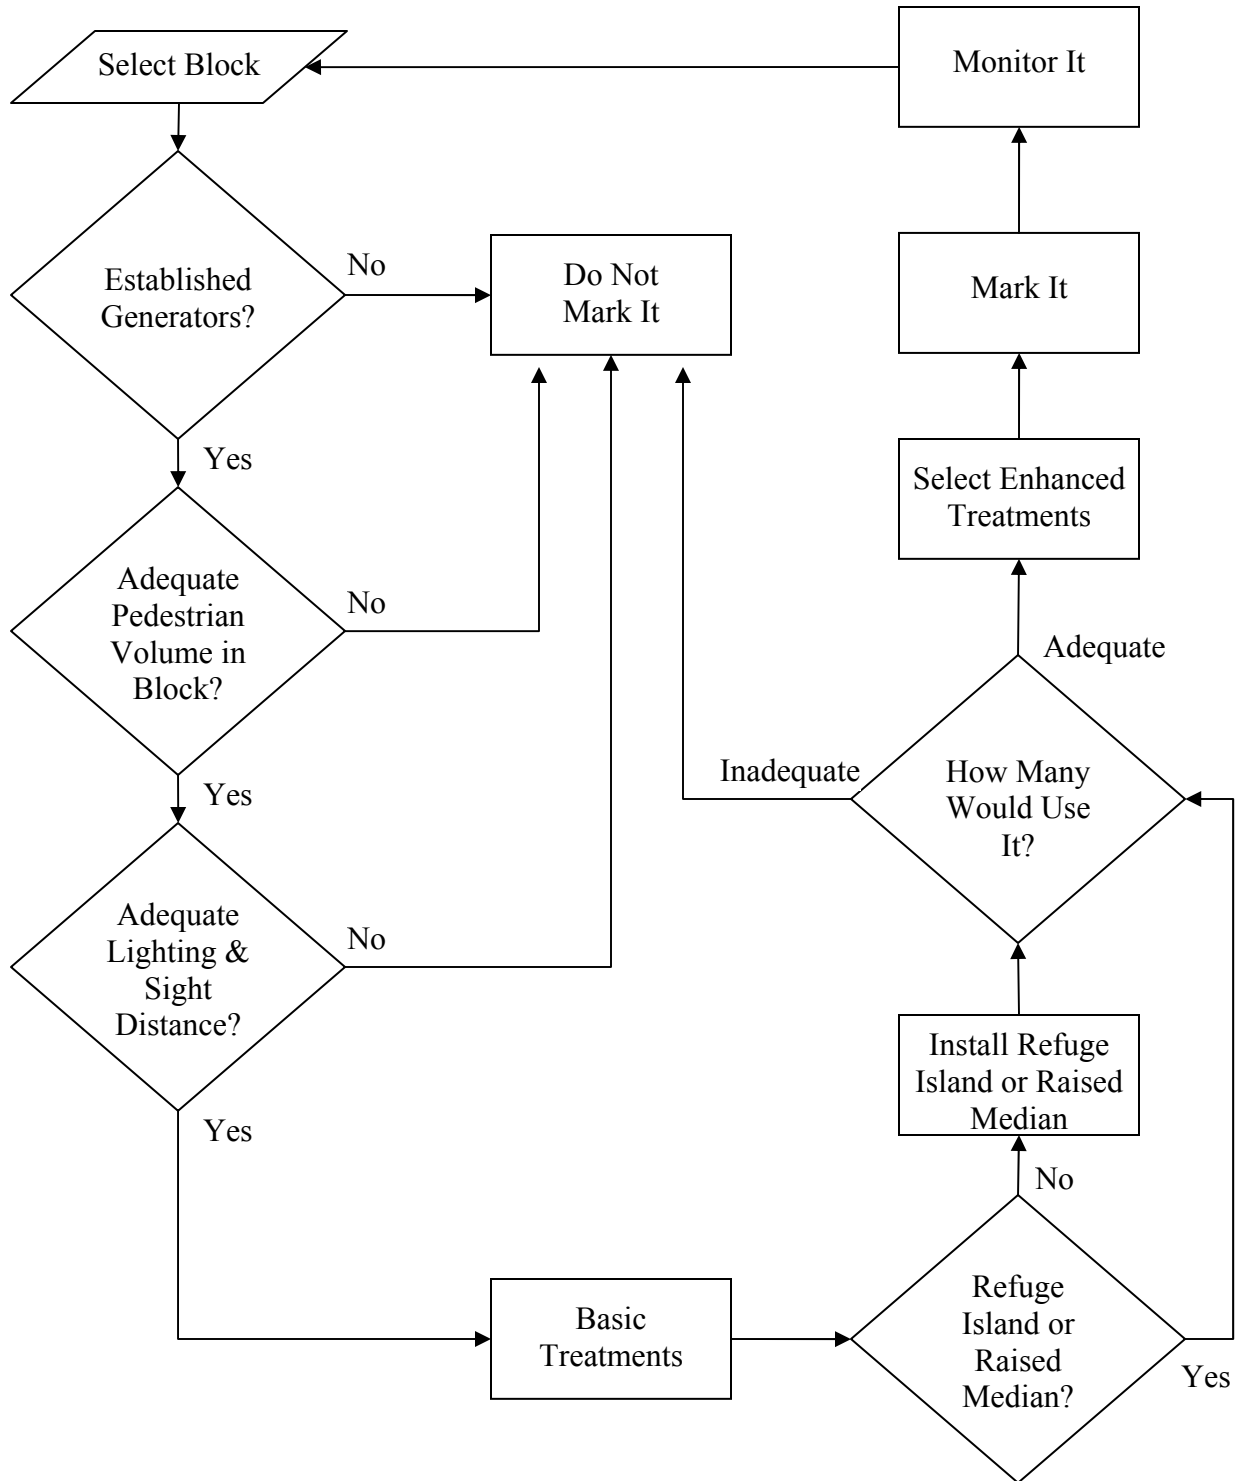 Select Block
Monitor It
Established
Generators?
No
Do Not
Mark It
Mark It
Yes
Select Enhanced
Treatments
Adequate
Pedestrian
Volume in
Block?
No
Adequate
Yes
Inadequate
How Many
Would Use
It?
Adequate
Lighting &
Sight
Distance?
No
Yes
Install Refuge
Island or Raised
Median
No
Basic
Treatments
Refuge
Island or
Raised
Median?
Yes